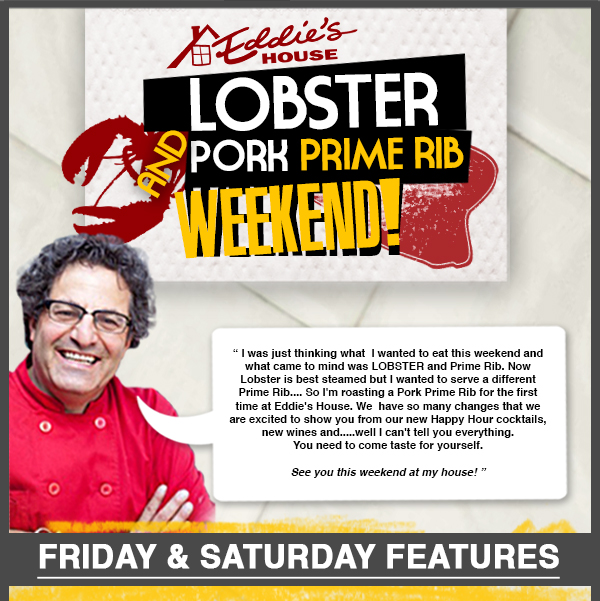 Eddie's
HOUSE
LOBSTER
AND
PORK PRIME RIB
WEEKEND!
“ I was just thinking what I wanted to eat this weekend and
what came to mind was LOBSTER and Prime Rib. Now
Lobster is best steamed but I wanted to serve a different
Prime Rib.... So I'm roasting a Pork Prime Rib for the first
time at Eddie's House. We have so many changes that we
are excited to show you from our new Happy Hour cocktails,
new wines and.....well I can't tell you everything.
You need to come taste for yourself.
See you this weekend at my house! ”
FRIDAY & SATURDAY FEATURES